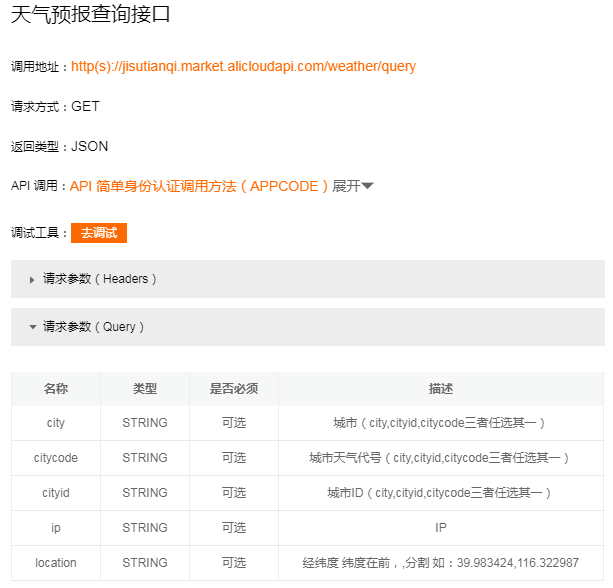 天气预报查询接口
调用地址：http(s)://jisutianqi.market.alicloudapi.com/weather/query
请求方式：GET
返回类型：JSON
API 调用：API 简单身份认证调用方法（APPCODE）展开
调试工具：去调试
请求参数（Headers）
请求参数（Query）
名称 类型 是否必须 描述
city STRING 可选 城市（city,cityid,citycode三者任选其一）
citycode STRING 可选 城市天气代号（city,cityid,citycode三者任选其一）
cityid STRING 可选 城市ID（city,cityid,citycode三者任选其一）
ip STRING 可选 IP
location STRING 可选 经纬度 纬度在前，,分割 如：39.983424,116.322987